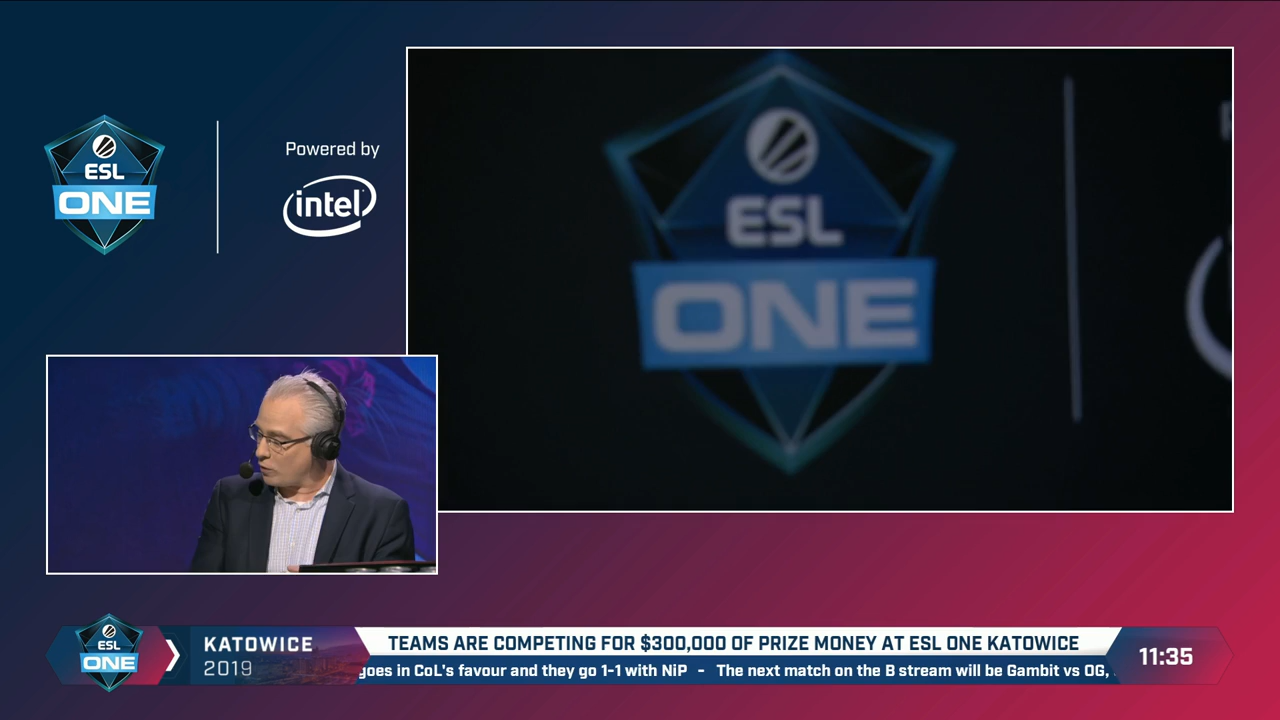 ESL
ONE
Powered by
intel
ESL
ONE
ESL
ONE
KATOWICE
2019
TEAMS ARE COMPETING FOR $300,000 OF PRIZE MONEY AT ESL ONE KATOWICE
goes in CoL's favour and they go 1-1 with NiP - The next match on the B stream will be Gambit vs OG,
11:35